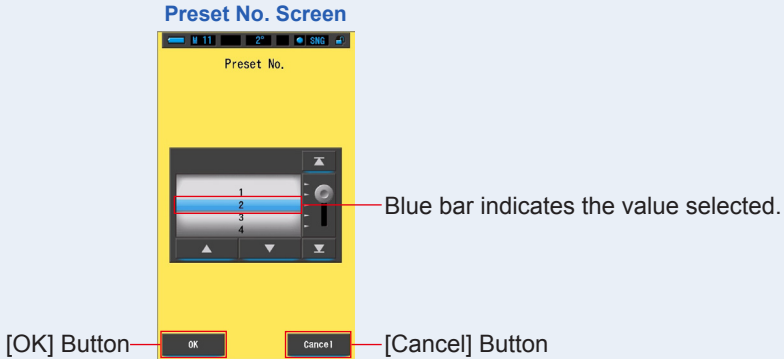 Preset No. Screen
M 11 2° SNG
Preset No.
1
2
3
4
Blue bar indicates the value selected.
[OK] Button
OK
Cancel
[Cancel] Button